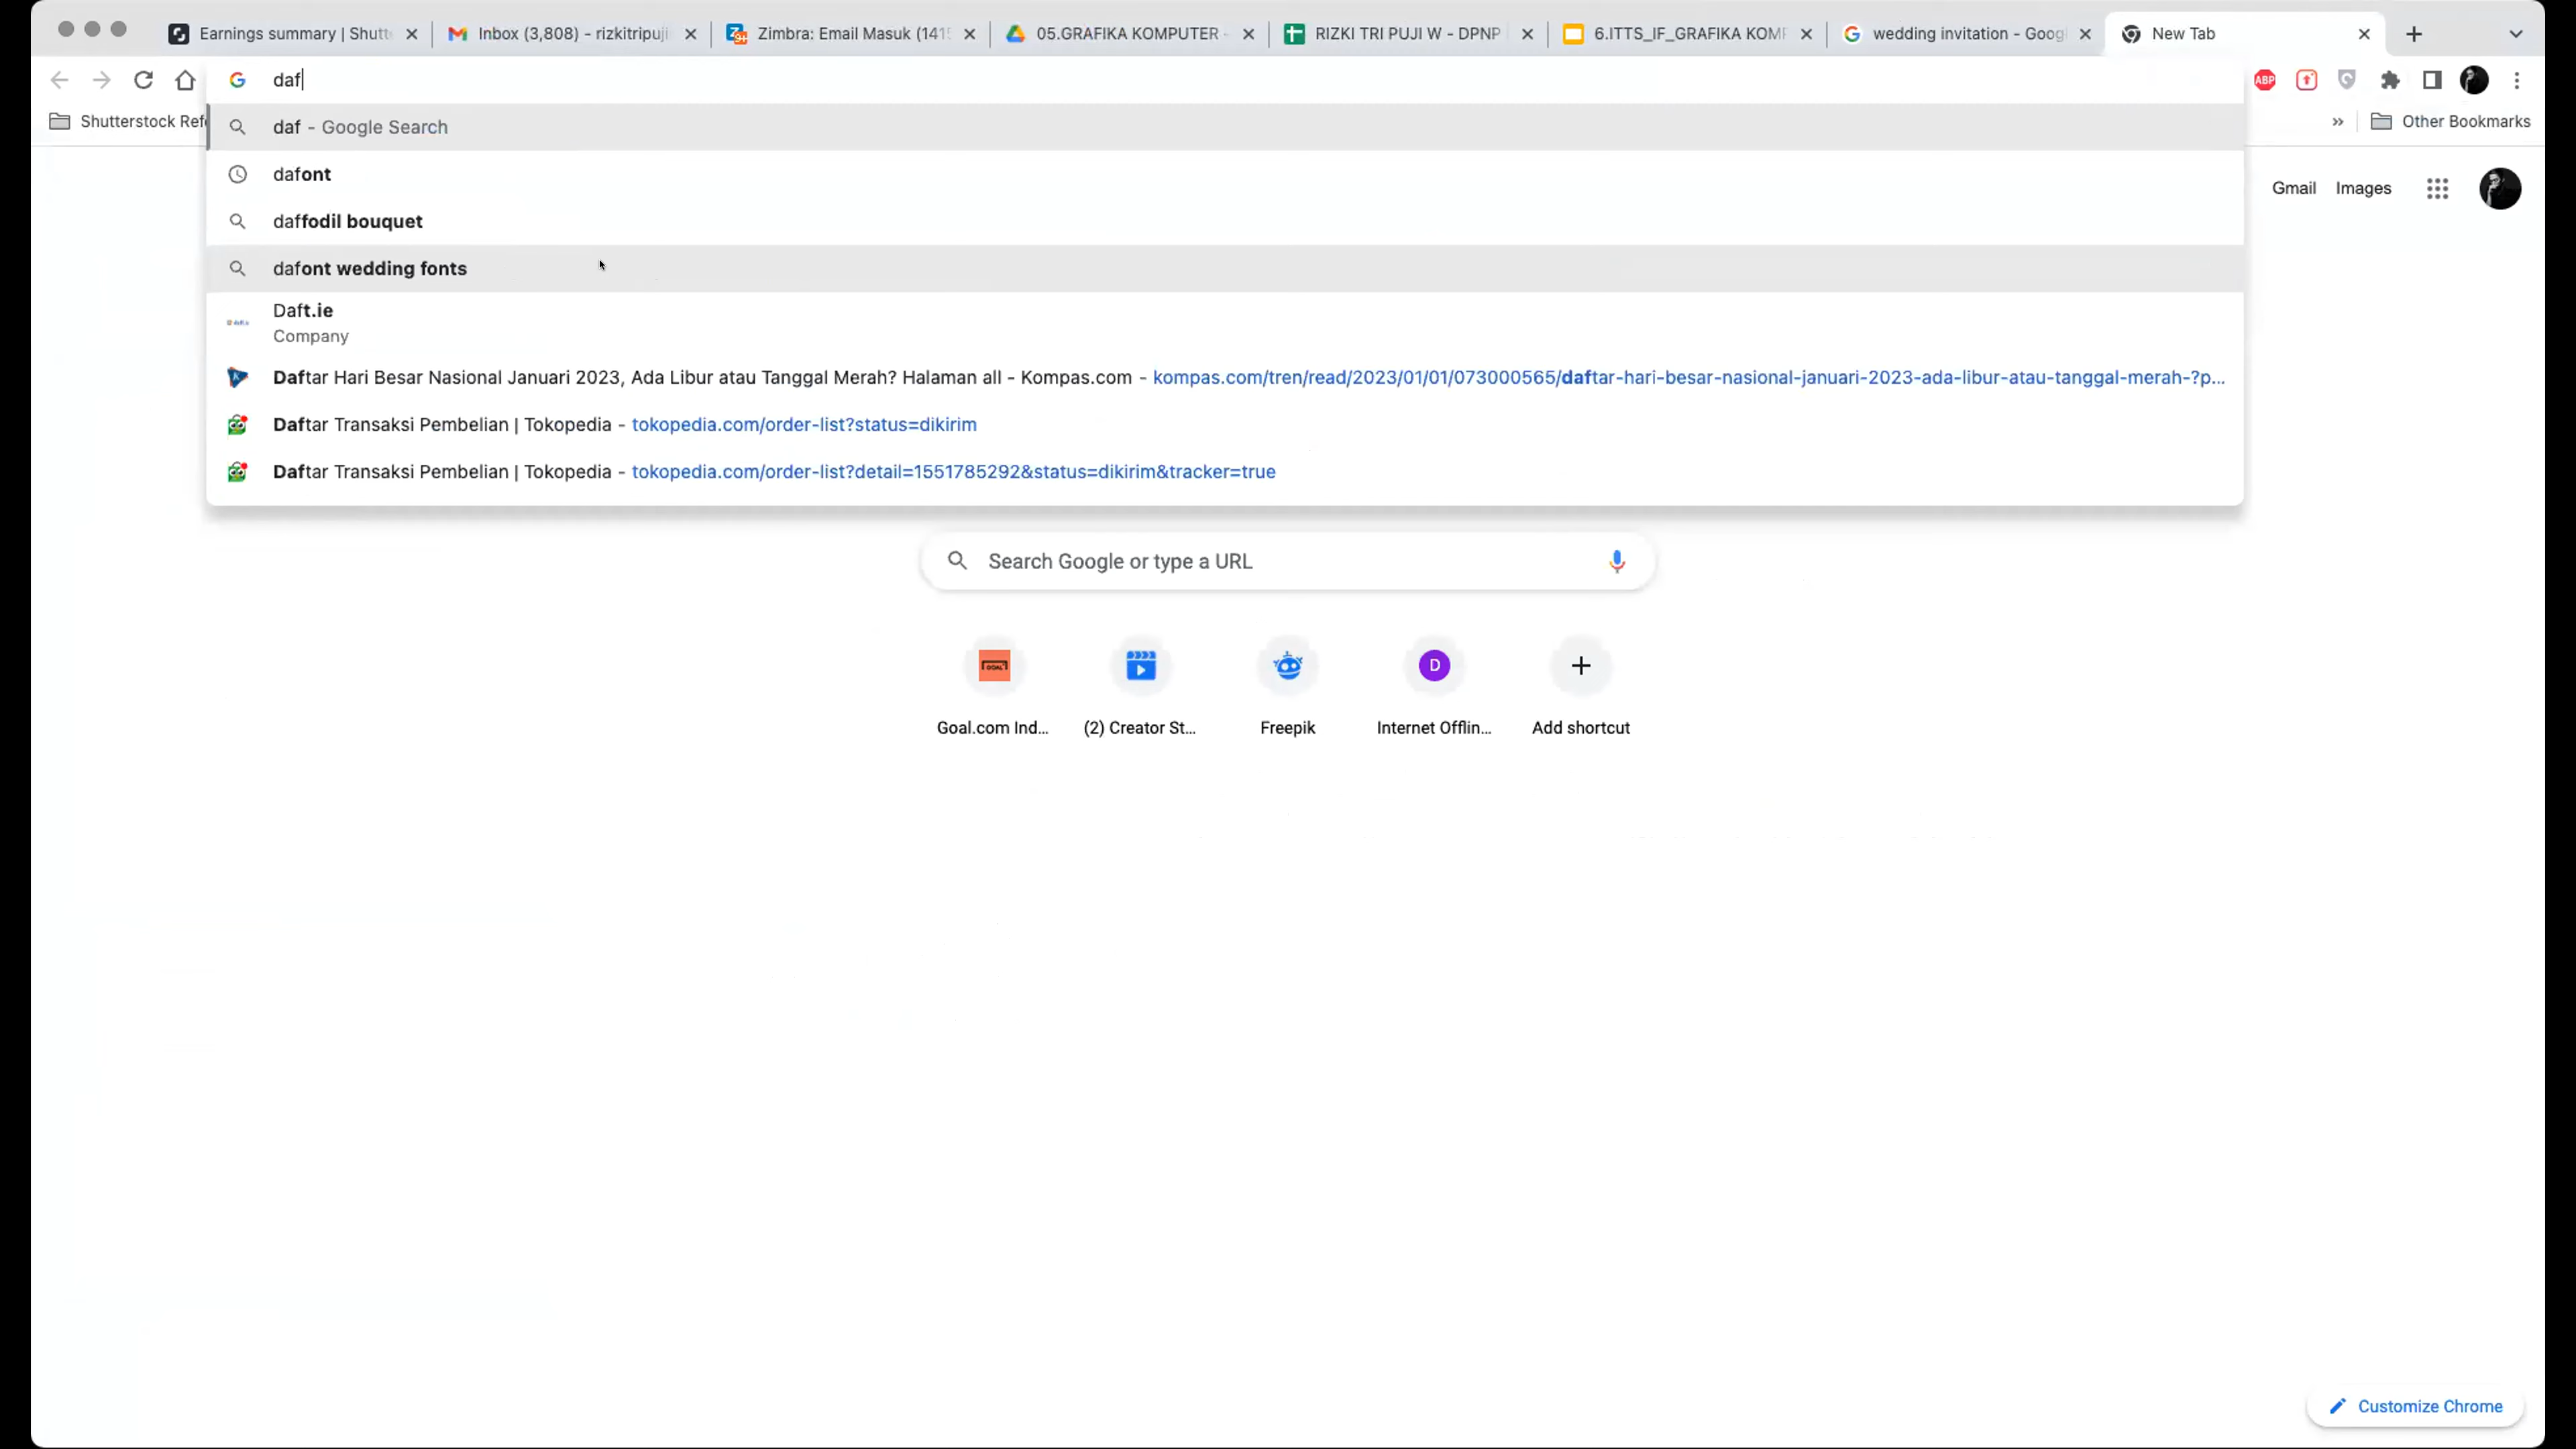 Earnings summary | Shutt
Inbox (3,808) - rizkitripuji
Zimbra: Email Masuk (141
05.GRAFIKA KOMPUTER -
RIZKI TRI PUJI W - DPNP
6.ITTS_IF_GRAFIKA KOM
wedding invitation - Goog
New Tab
daf
ABP
Shutterstock Ref
daf - Google Search
» Other Bookmarks
dafont
Gmail Images
daffodil bouquet
dafont wedding fonts
Daft.ie
Company
Daftar Hari Besar Nasional Januari 2023, Ada Libur atau Tanggal Merah? Halaman all - Kompas.com - kompas.com/tren/read/2023/01/01/073000565/daftar-hari-besar-nasional-januari-2023-ada-libur-atau-tanggal-merah-?p...
Daftar Transaksi Pembelian | Tokopedia - tokopedia.com/order-list?status=dikirim
Daftar Transaksi Pembelian | Tokopedia - tokopedia.com/order-list?detail=1551785292&status=dikirim&tracker=true
Search Google or type a URL
GOAL
D
Goal.com Ind...
(2) Creator St...
Freepik
Internet Offlin...
Add shortcut
Customize Chrome